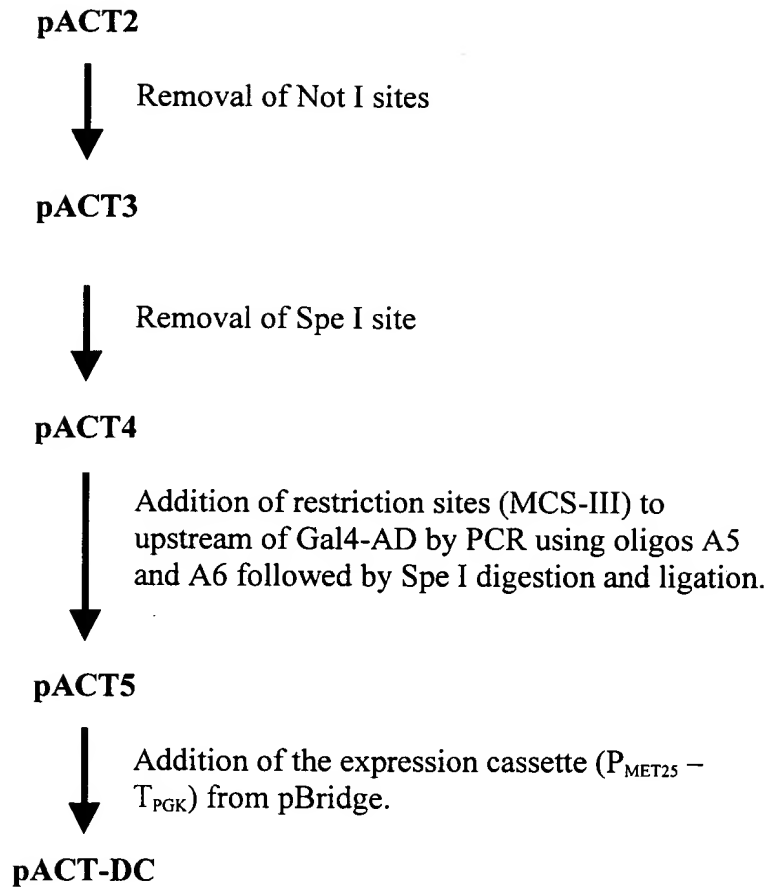 pACT2
Removal of Not I sites
pACT3
Removal of Spe I site
pACT4
Addition of restriction sites (MCS-III) to
upstream of Gal4-AD by PCR using oligos A5
and A6 followed by Spe I digestion and ligation.
pACT5
Addition of the expression cassette (PMET25 –
TPGK) from pBridge.
pACT-DC